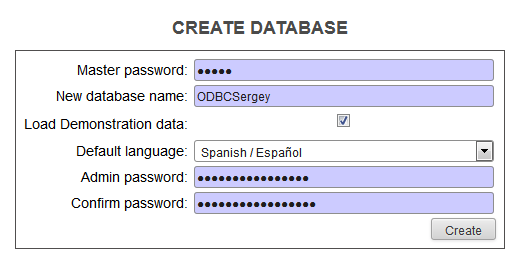 CREATE DATABASE
Master password: •••••
New database name: ODBCSergey
Load Demonstration data:
Default language: Spanish / Español
Admin password: ••••••••••••••••
Confirm password: •••••••••••••••••
Create